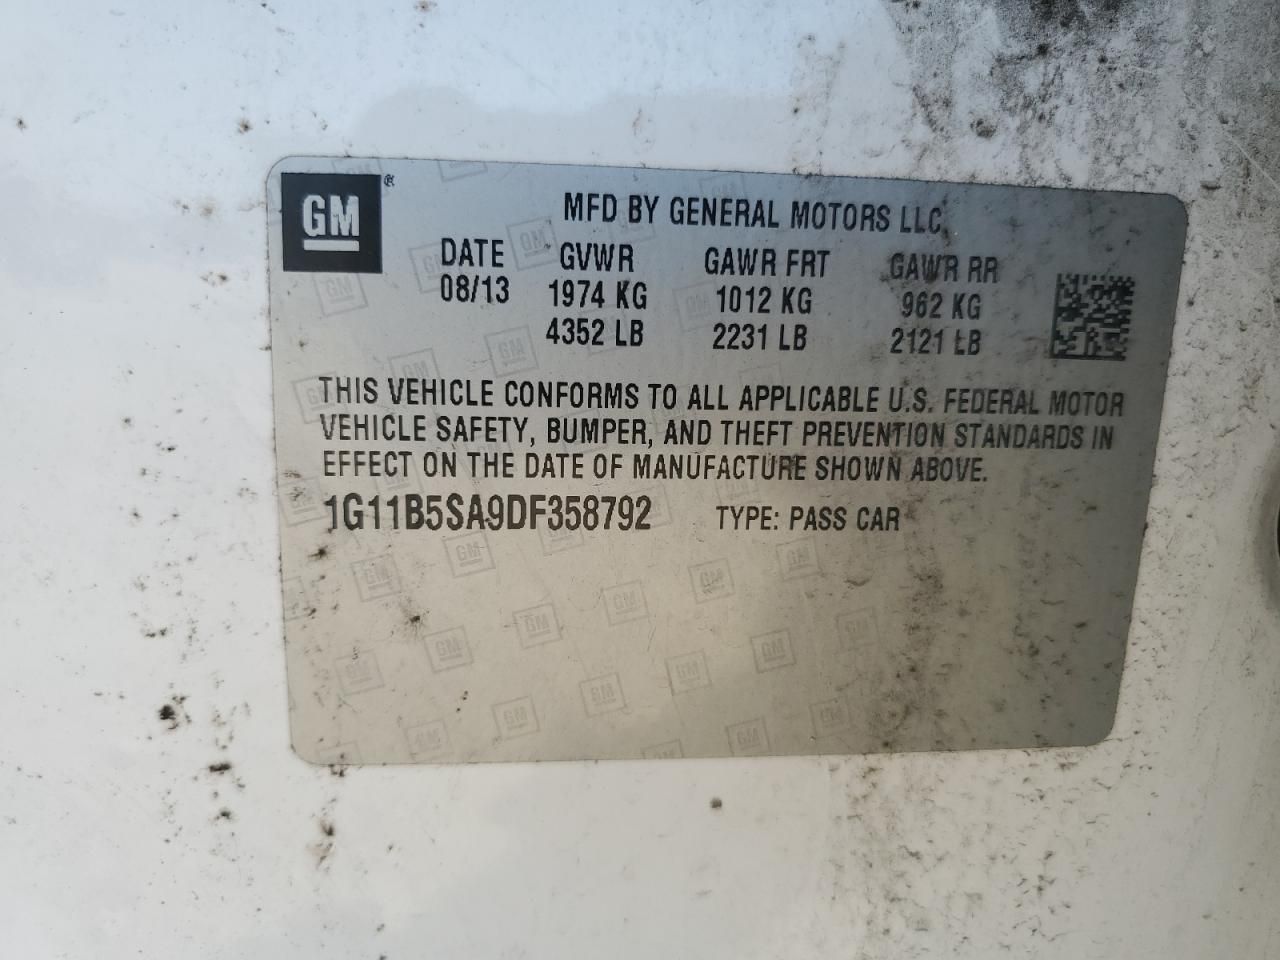 GM®
MFD BY GENERAL MOTORS LLC
DATE GVWR GAWR FRT GAWR RR
08/13 1974 KG 1012 KG 962 KG
4352 LB 2231 LB 2121 LB
THIS VEHICLE CONFORMS TO ALL APPLICABLE U.S. FEDERAL MOTOR
VEHICLE SAFETY, BUMPER, AND THEFT PREVENTION STANDARDS IN
EFFECT ON THE DATE OF MANUFACTURE SHOWN ABOVE.
1G11B5SA9DF358792 TYPE: PASS CAR